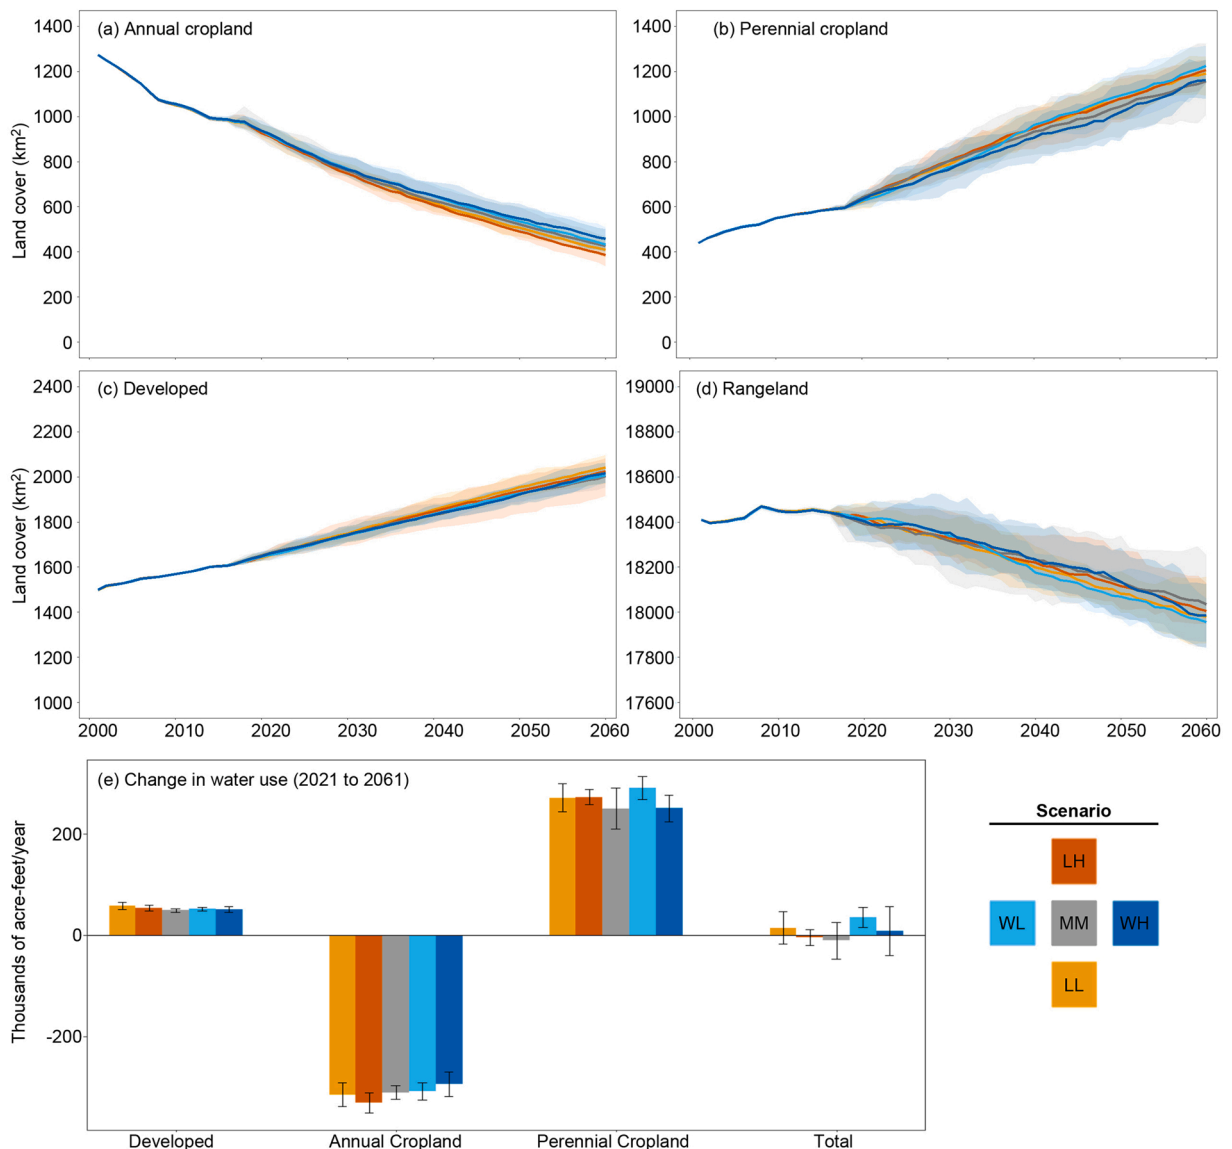 (a) Annual cropland
1400
1200
1000
800
600
400
200
0
Land cover (km²)
(b) Perennial cropland
1400
1200
1000
800
600
400
200
0
(c) Developed
2400
2200
2000
1800
1600
1400
1200
1000
Land cover (km²)
2000 2010 2020 2030 2040 2050 2060
(d) Rangeland
19000
18800
18600
18400
18200
18000
17800
17600
2000 2010 2020 2030 2040 2050 2060
(e) Change in water use (2021 to 2061)
200
0
-200
Thousands of acre-feet/year
Developed Annual Cropland Perennial Cropland Total
Scenario
LH
WL MM WH
LL